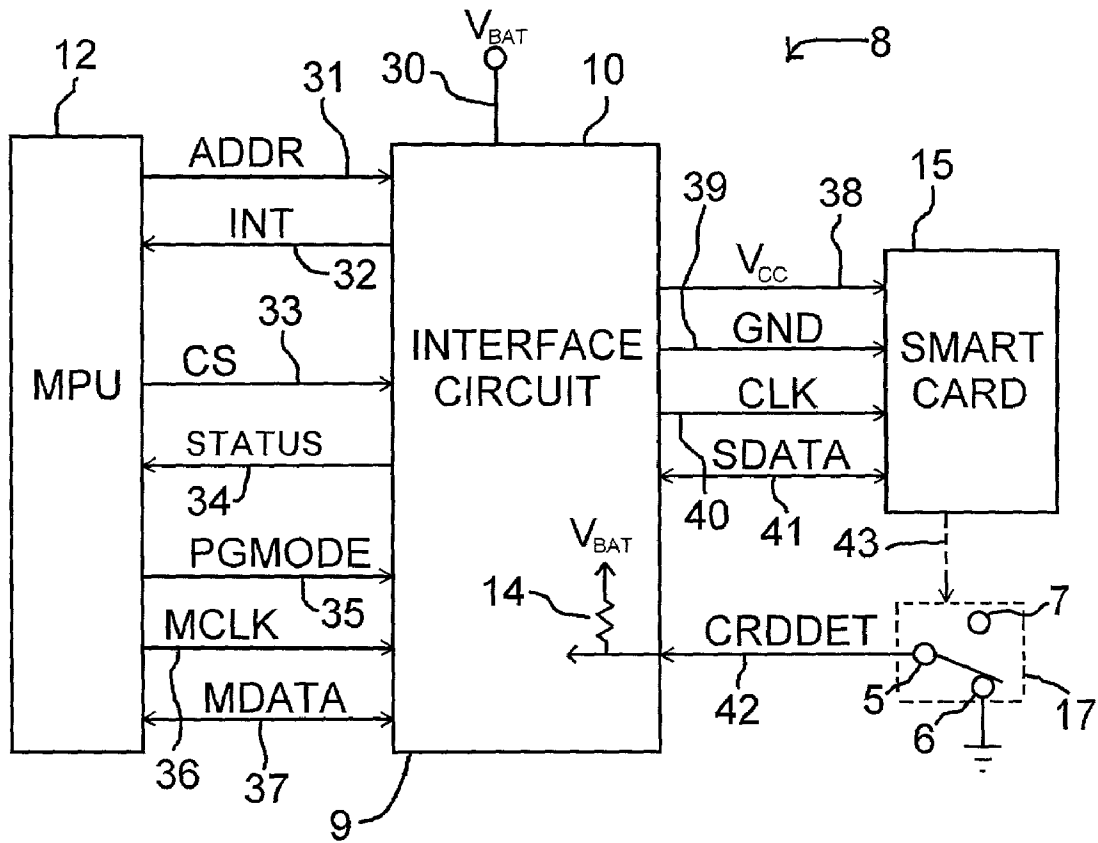 V_BAT
8
12
31
30
10
ADDR
15
39
38
INT
32
V_CC
33
GND
INTERFACE
CIRCUIT
SMART
CARD
CS
MPU
CLK
STATUS
SDATA
34
40
41
43
V_BAT
PGMODE
14
7
35
CRDDET
MCLK
5
42
17
MDATA
6
36
37
9